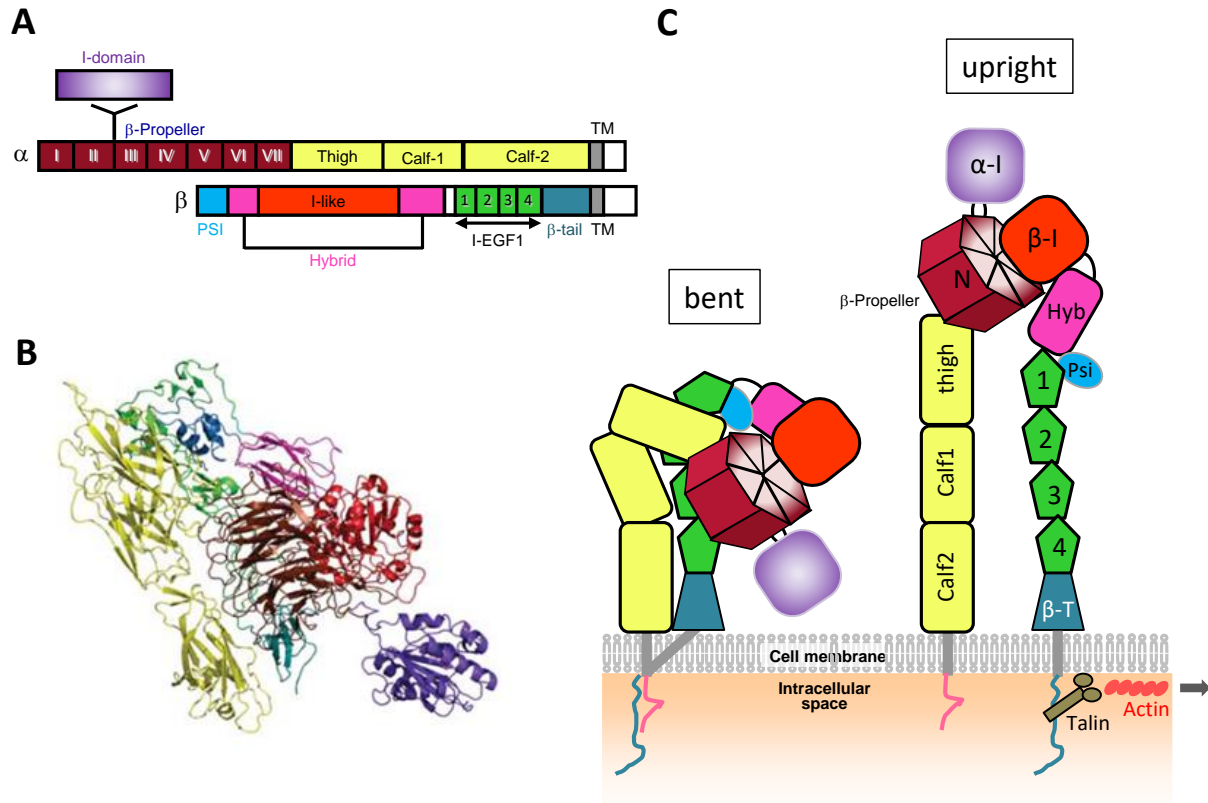 A
I-domain
β-Propeller
TM
α
I II III IV V VI VII Thigh Calf-1 Calf-2
β
I-like
1 2 3 4
PSI
I-EGF1
β-tail
TM
Hybrid
B
C
upright
α-I
β-I
N
β-Propeller
Hyb
Psi
thigh
1
2
Calf1
3
Calf2
4
β-T
bent
Cell membrane
Intracellular
space
Talin
Actin